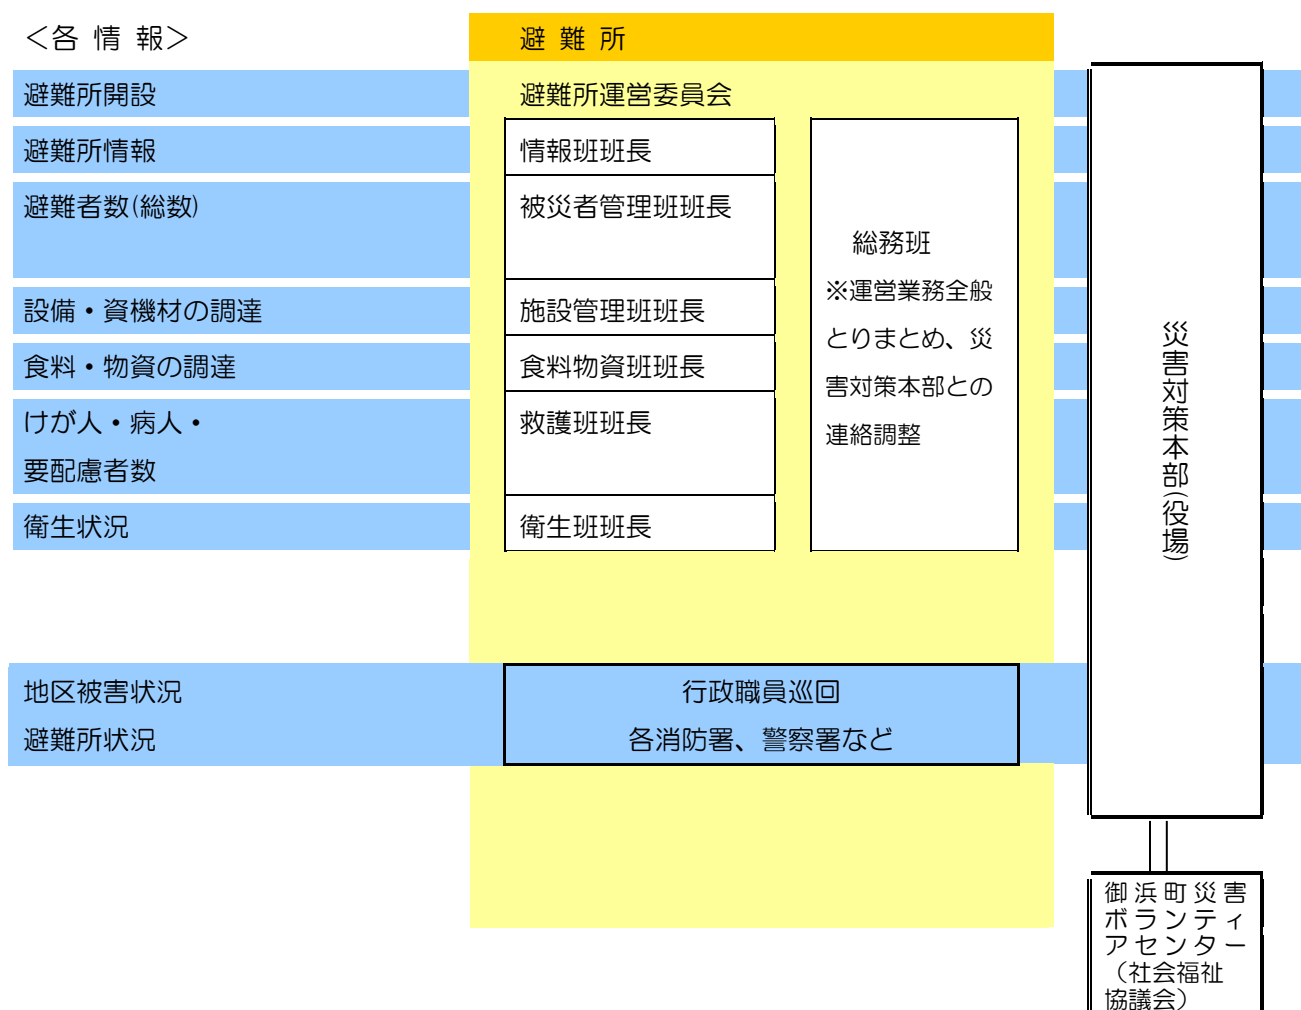 ＜各 情 報＞
避 難 所
避難所開設
避難所運営委員会
避難所情報
情報班班長
避難者数(総数)
被災者管理班班長
設備・資機材の調達
施設管理班班長
食料・物資の調達
食料物資班班長
けが人・病人・
要配慮者数
救護班班長
衛生状況
衛生班班長
総務班
※運営業務全般
とりまとめ、災
害対策本部との
連絡調整
災害対策本部(役場)
地区被害状況
避難所状況
行政職員巡回
各消防署、警察署など
御浜町災害
ボランティ
アセンター
（社会福祉
協議会）